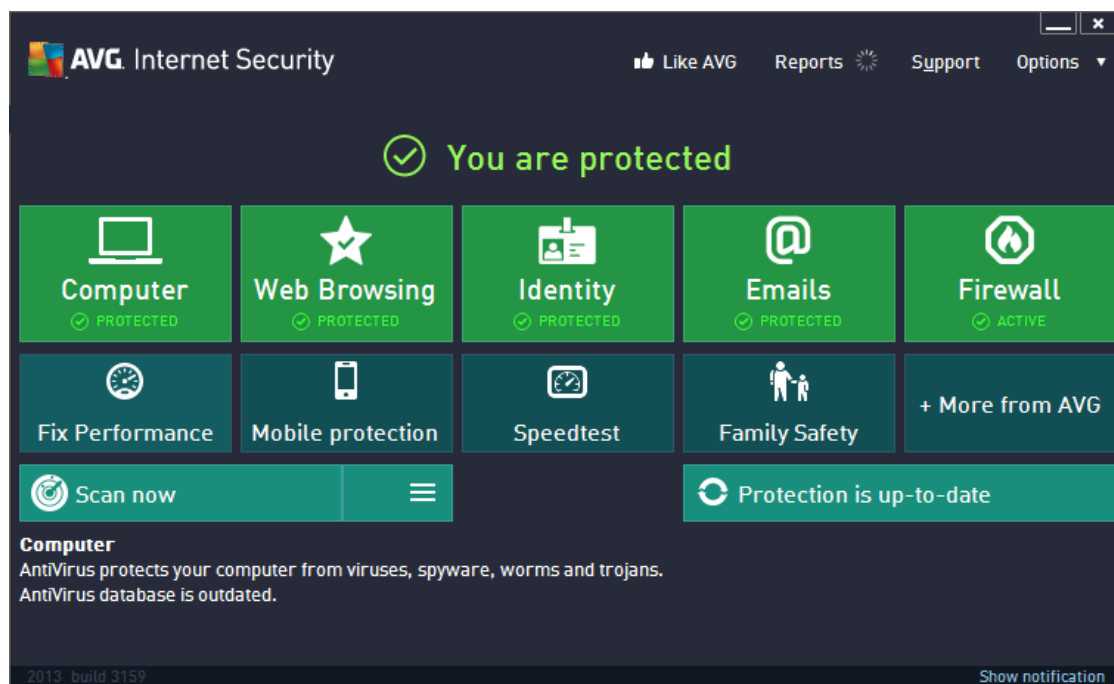 AVG. Internet Security
Like AVG
Reports
Support
Options
You are protected
Computer
PROTECTED
Web Browsing
PROTECTED
Identity
PROTECTED
Emails
PROTECTED
Firewall
ACTIVE
Fix Performance
Mobile protection
Speedtest
Family Safety
+ More from AVG
Scan now
Protection is up-to-date
Computer
AntiVirus protects your computer from viruses, spyware, worms and trojans.
AntiVirus database is outdated.
2013 build 3159
Show notification